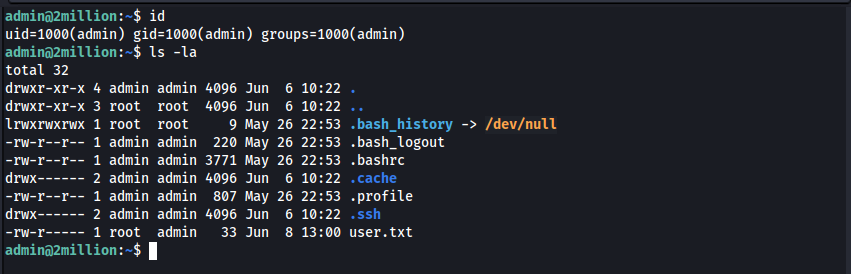 admin@2million:~$ id
uid=1000(admin) gid=1000(admin) groups=1000(admin)
admin@2million:~$ ls -la
total 32
drwxr-xr-x 4 admin admin 4096 Jun  6 10:22 .
drwxr-xr-x 3 root  root  4096 Jun  6 10:22 ..
lrwxrwxrwx 1 root  root     9 May 26 22:53 .bash_history -> /dev/null
-rw-r--r-- 1 admin admin  220 May 26 22:53 .bash_logout
-rw-r--r-- 1 admin admin 3771 May 26 22:53 .bashrc
drwx------ 2 admin admin 4096 Jun  6 10:22 .cache
-rw-r--r-- 1 admin admin  807 May 26 22:53 .profile
drwx------ 2 admin admin 4096 Jun  6 10:22 .ssh
-rw-r----- 1 root  admin   33 Jun  8 13:00 user.txt
admin@2million:~$